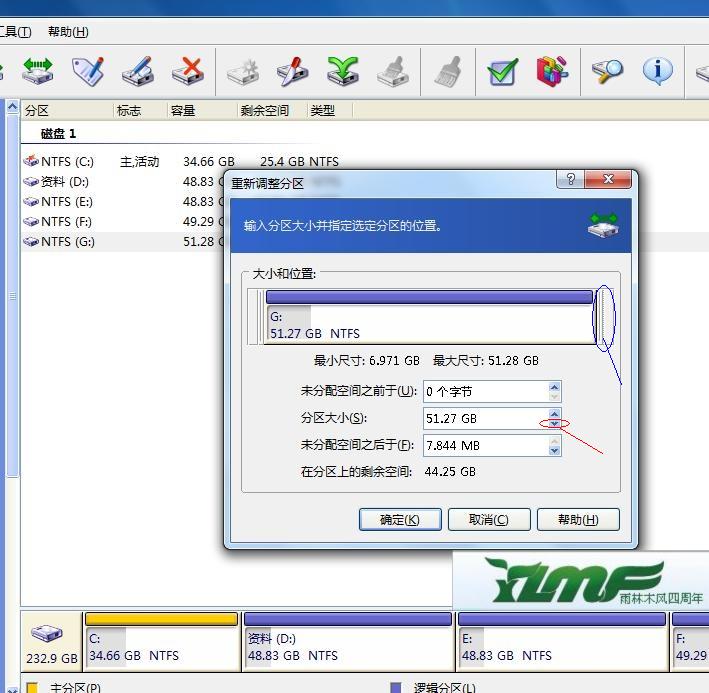 工具(T) 帮助(H)
分区 标志 容量 剩余空间 类型
磁盘 1
NTFS (C:) 主,活动 34.66 GB 25.4 GB NTFS
资料 (D:) 48.83 G
NTFS (E:) 48.83 G
NTFS (F:) 49.29 G
NTFS (G:) 51.28 G
重新调整分区
输入分区大小并指定选定分区的位置。
大小和位置:
G:
51.27 GB NTFS
最小尺寸: 6.971 GB 最大尺寸: 51.28 GB
未分配空间之前于(U): 0 个字节
分区大小(S): 51.27 GB
未分配空间之后于(F): 7.844 MB
在分区上的剩余空间: 44.25 GB
确定(K) 取消(C) 帮助(H)
YLMF
雨林木风四周年
C: 资料 (D:) E: F:
232.9 GB 34.66 GB NTFS 48.83 GB NTFS 48.83 GB NTFS 49.29
主分区(P) 逻辑分区(L)